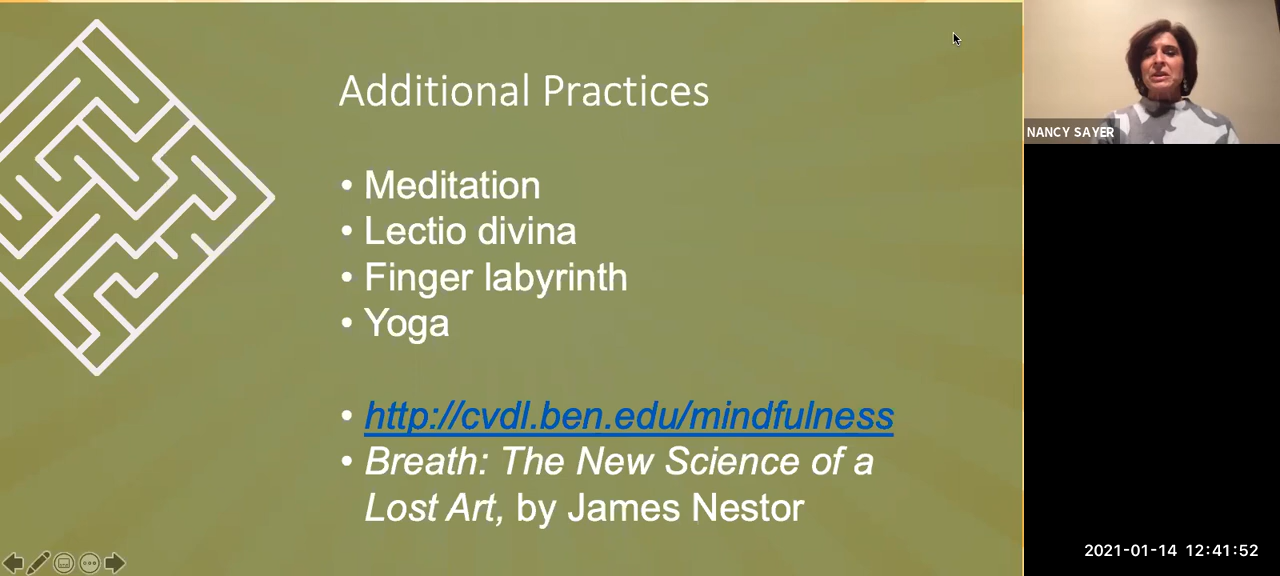 Additional Practices
• Meditation
• Lectio divina
• Finger labyrinth
• Yoga
• http://cvdl.ben.edu/mindfulness
• Breath: The New Science of a
Lost Art, by James Nestor
NANCY SAYER
2021-01-14 12:41:52